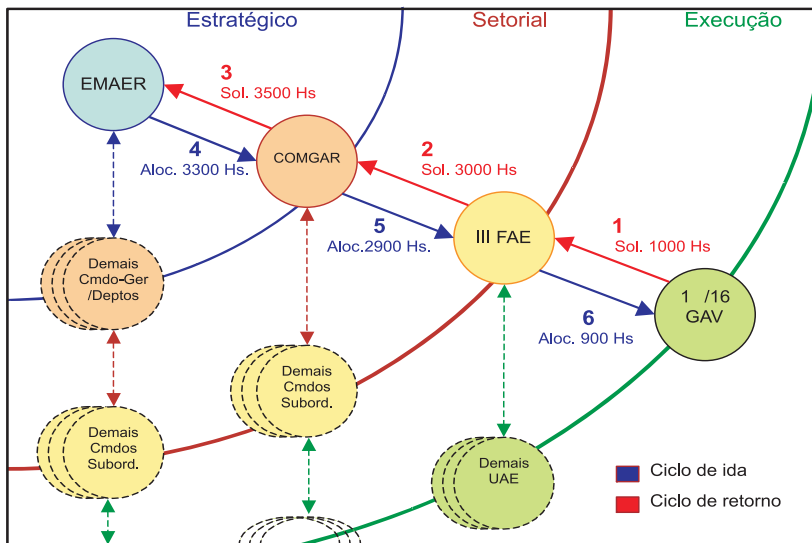 Estratégico
Setorial
Execução
EMAER
3
Sol. 3500 Hs
4
Aloc. 3300 Hs.
COMGAR
2
Sol. 3000 Hs
5
Aloc.2900 Hs.
III FAE
1
Sol. 1000 Hs
6
Aloc. 900 Hs
1 /16
GAV
Demais
Cmdo-Ger
/Deptos
Demais
Cmdos
Subord.
Demais
Cmdos
Subord.
Demais
UAE
Ciclo de ida
Ciclo de retorno